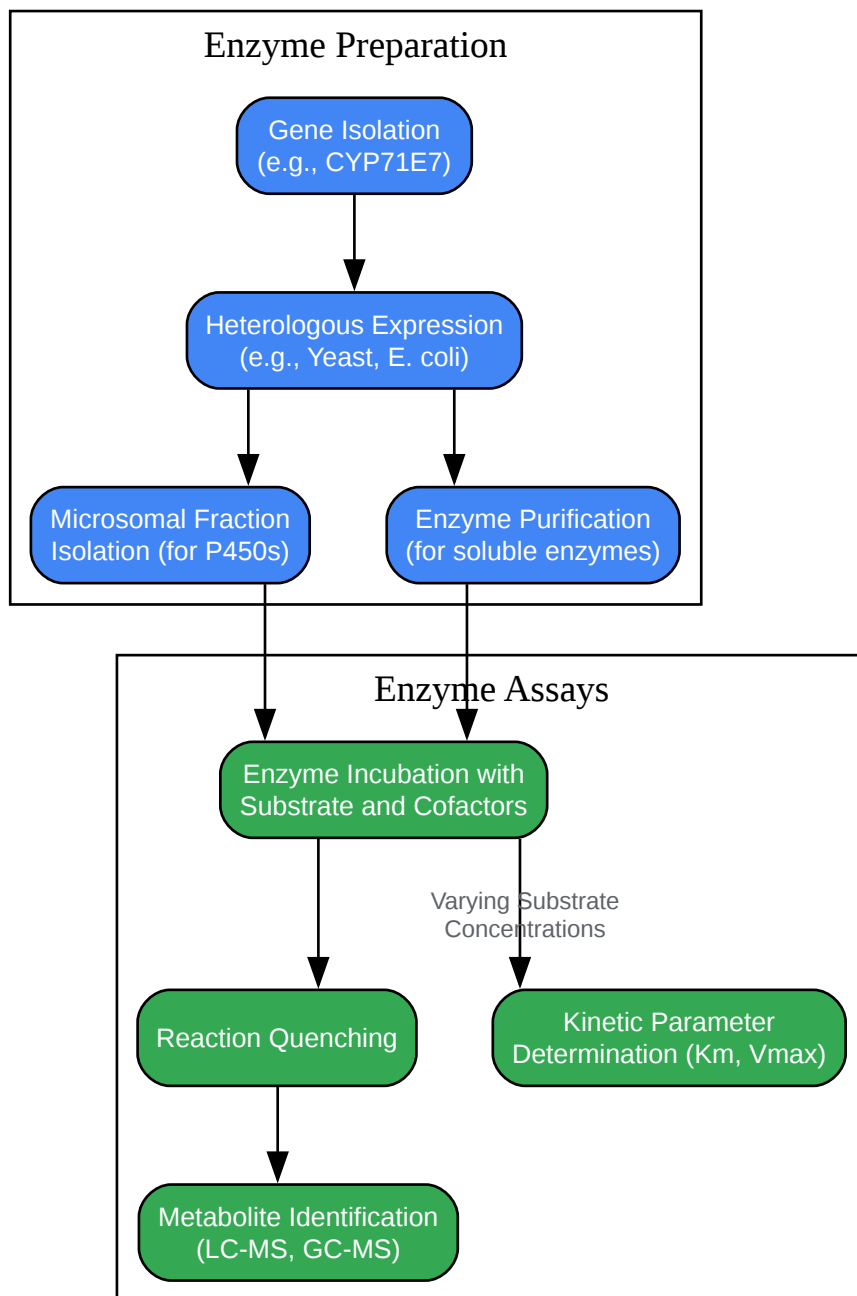 Enzyme Preparation
Gene Isolation
(e.g., CYP71E7)
Heterologous Expression
(e.g., Yeast, E. coli)
Microsomal Fraction
Isolation (for P450s)
Enzyme Purification
(for soluble enzymes)
Enzyme Assays
Enzyme Incubation with
Substrate and Cofactors
Varying Substrate
Concentrations
Reaction Quenching
Kinetic Parameter
Determination (Km, Vmax)
Metabolite Identification
(LC-MS, GC-MS)